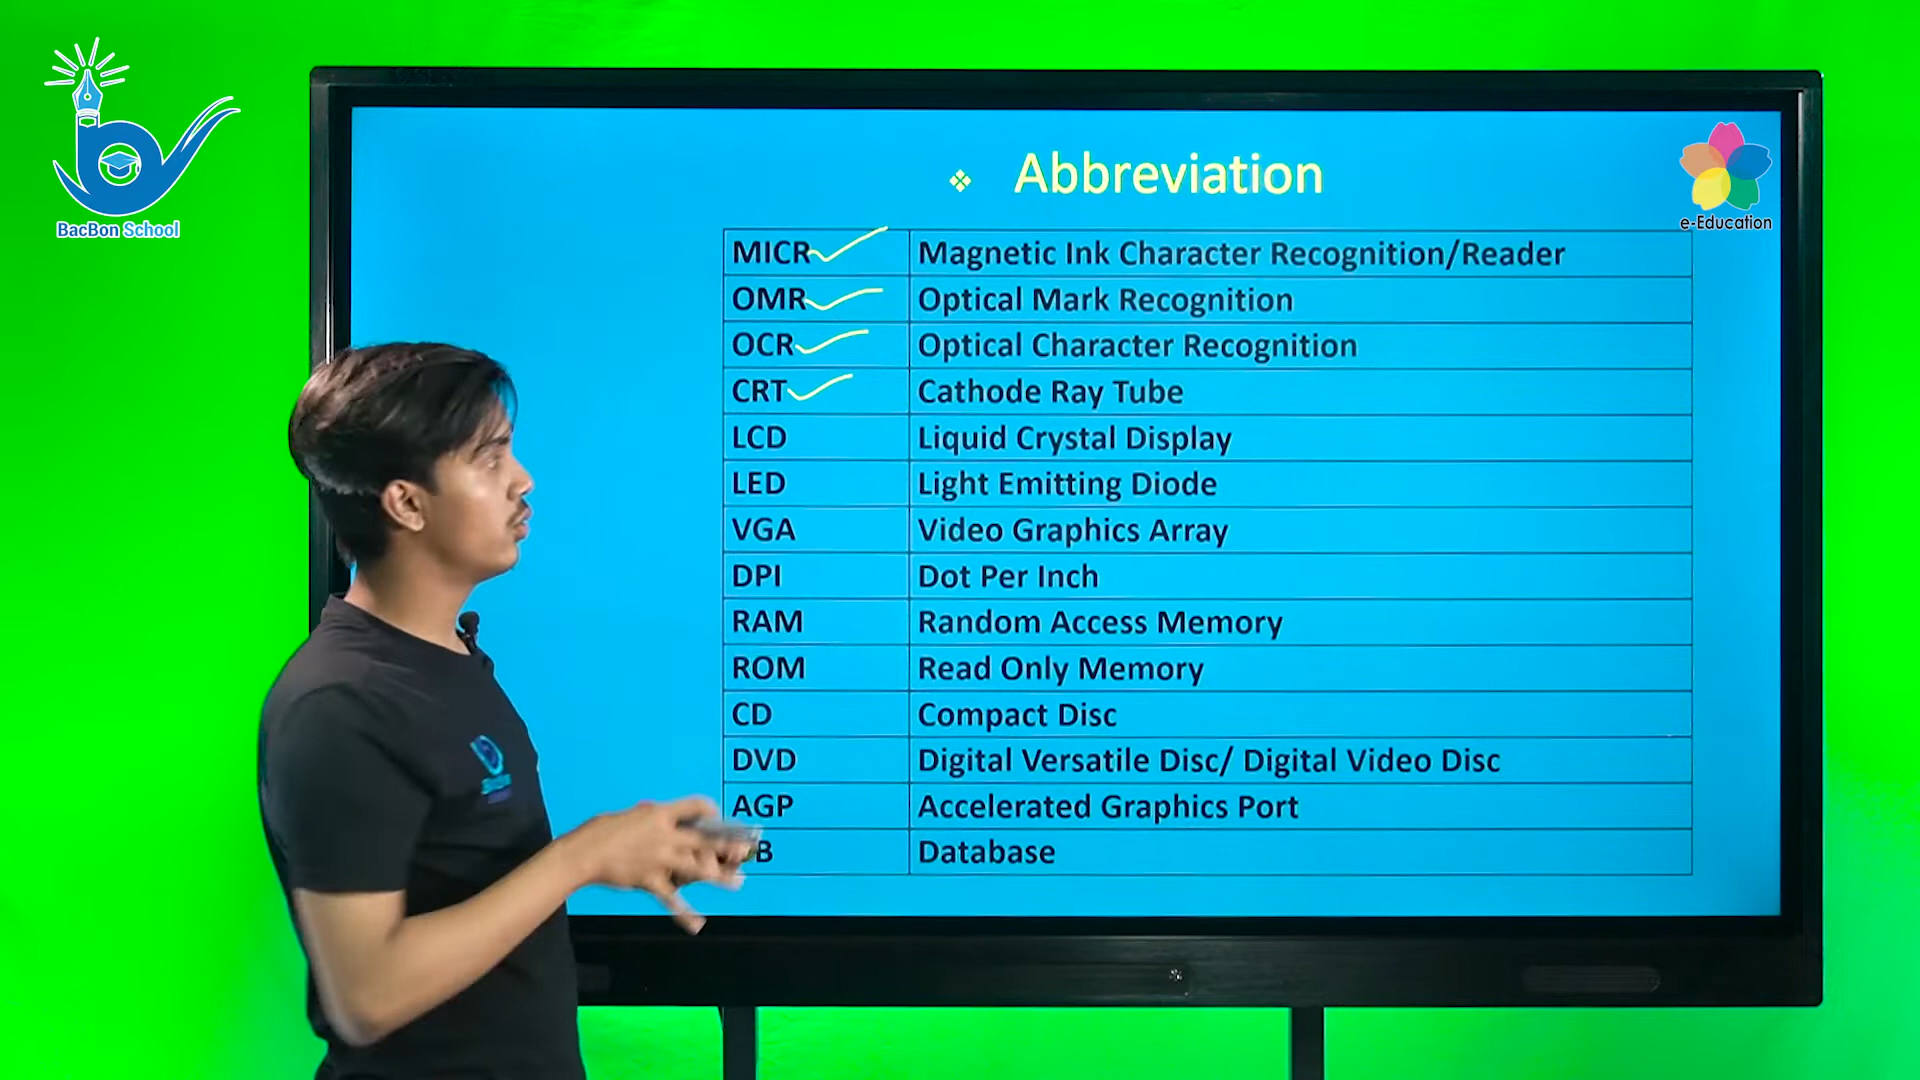 BacBon School
❖ Abbreviation
e-Education
MICR Magnetic Ink Character Recognition/Reader
OMR Optical Mark Recognition
OCR Optical Character Recognition
CRT Cathode Ray Tube
LCD Liquid Crystal Display
LED Light Emitting Diode
VGA Video Graphics Array
DPI Dot Per Inch
RAM Random Access Memory
ROM Read Only Memory
CD Compact Disc
DVD Digital Versatile Disc/ Digital Video Disc
AGP Accelerated Graphics Port
B Database